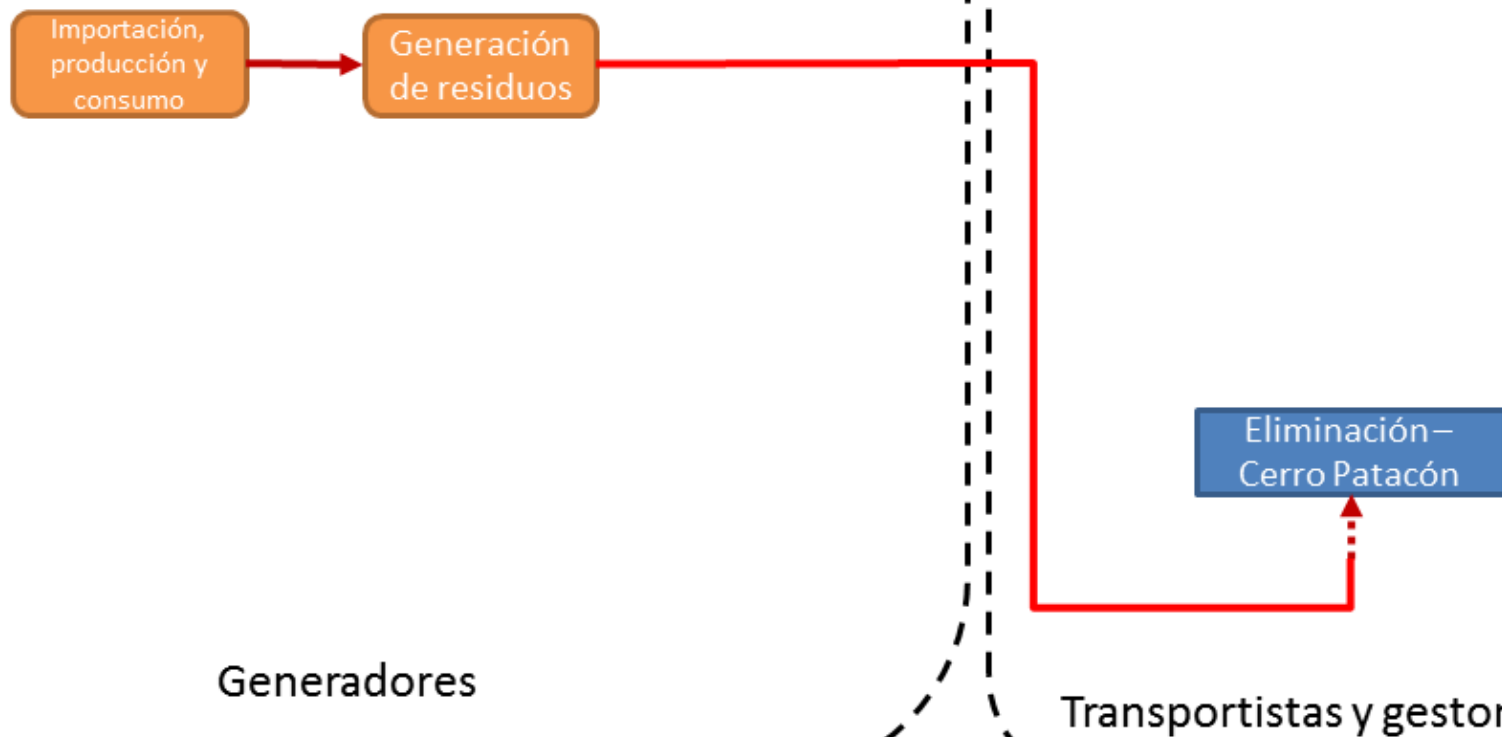 Importación,
producción y
consumo
Generación
de residuos
Eliminación –
Cerro Patacón
Generadores
Transportistas y gestor